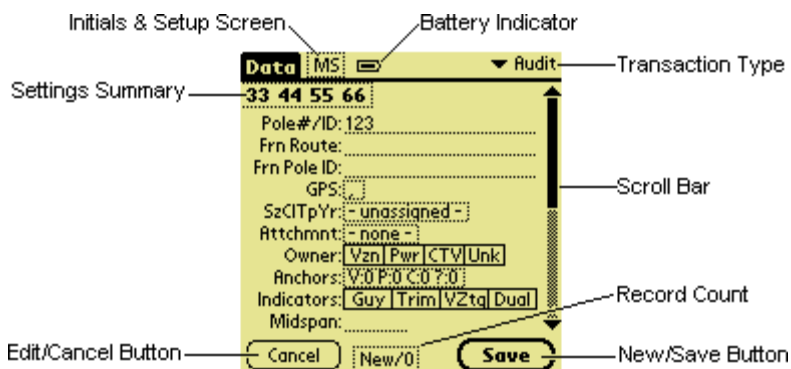 Initials & Setup Screen
Battery Indicator
Data MS Audit
Transaction Type
Settings Summary
33 44 55 66
Pole#/ID: 123
Frn Route:
Frn Pole ID:
GPS: ,
Scroll Bar
SzClTpYr: - unassigned -
Attchmnt: - none -
Owner: Vzn Pwr CTV Unk
Anchors: V:0 P:0 C:0 ?:0
Indicators: Guy Trim VZtg Dual
Record Count
Midspan:
Edit/Cancel Button
Cancel New/0 Save
New/Save Button